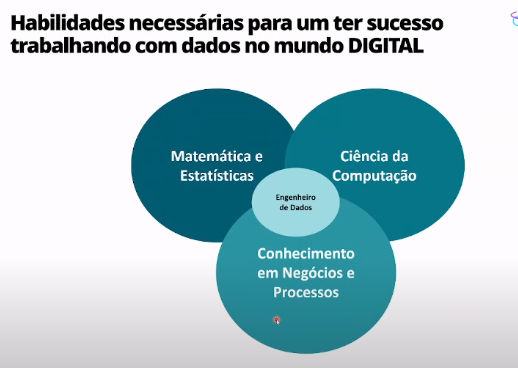 Habilidades necessárias para um ter sucesso
trabalhando com dados no mundo DIGITAL
Matemática e
Estatísticas
Ciência da
Computação
Engenheiro
de Dados
Conhecimento
em Negócios e
Processos